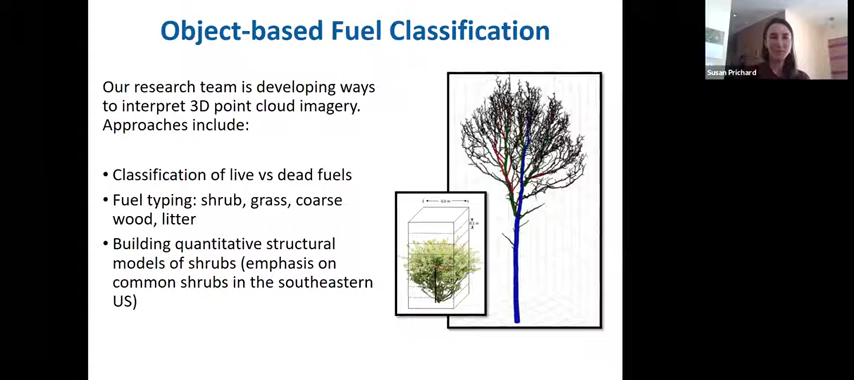 Object-based Fuel Classification
Our research team is developing ways
to interpret 3D point cloud imagery.
Approaches include:
• Classification of live vs dead fuels
• Fuel typing: shrub, grass, coarse
wood, litter
• Building quantitative structural
models of shrubs (emphasis on
common shrubs in the southeastern
US)
Susan Prichard